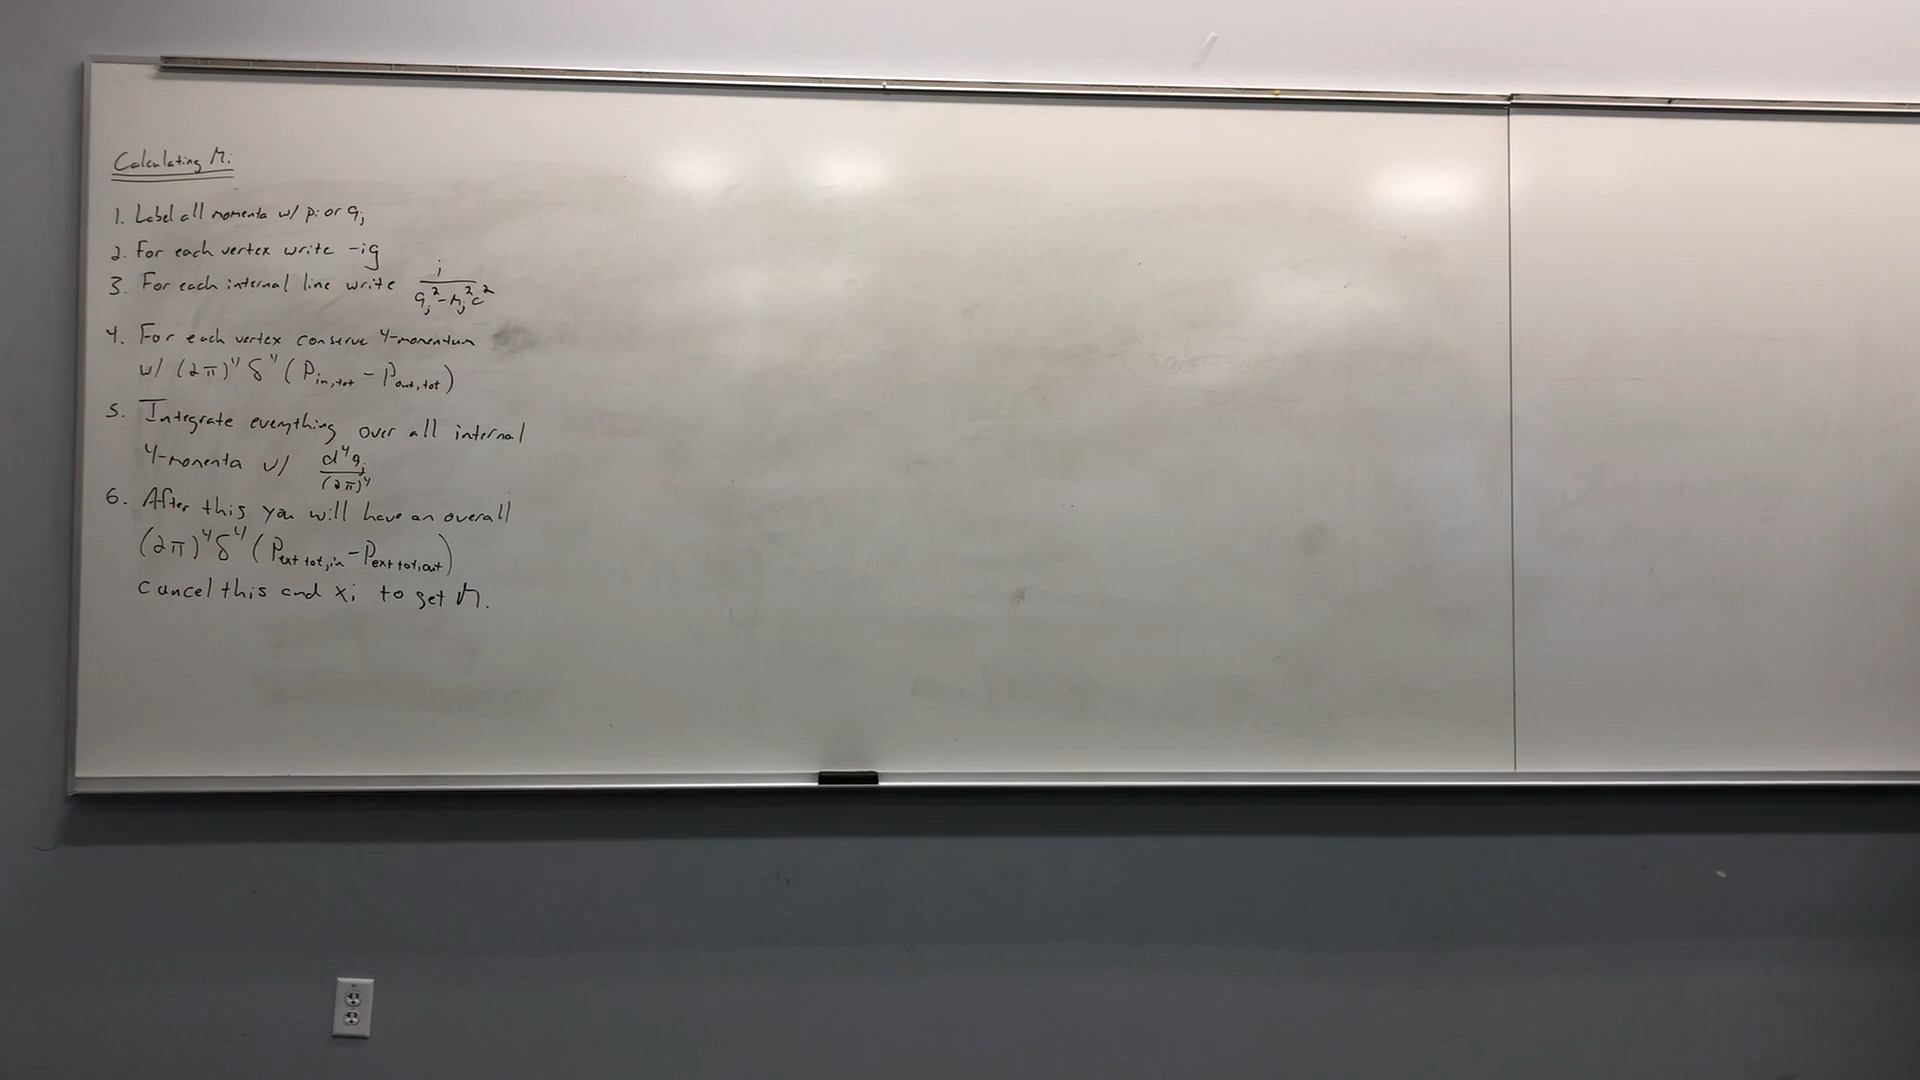 Calculating M:
1. Label all momenta w/ pi or qj
2. For each vertex write -ig
3. For each internal line write i/(qj² - mj²c²)
4. For each vertex conserve 4-momentum
w/ (2π)⁴ δ⁴ (Pin,tot - Pout,tot)
5. Integrate everything over all internal
4-momenta w/ d⁴qj/(2π)⁴
6. After this you will have an overall
(2π)⁴ δ⁴ (Pext tot,in - Pext tot,out)
cancel this and xi to get M.